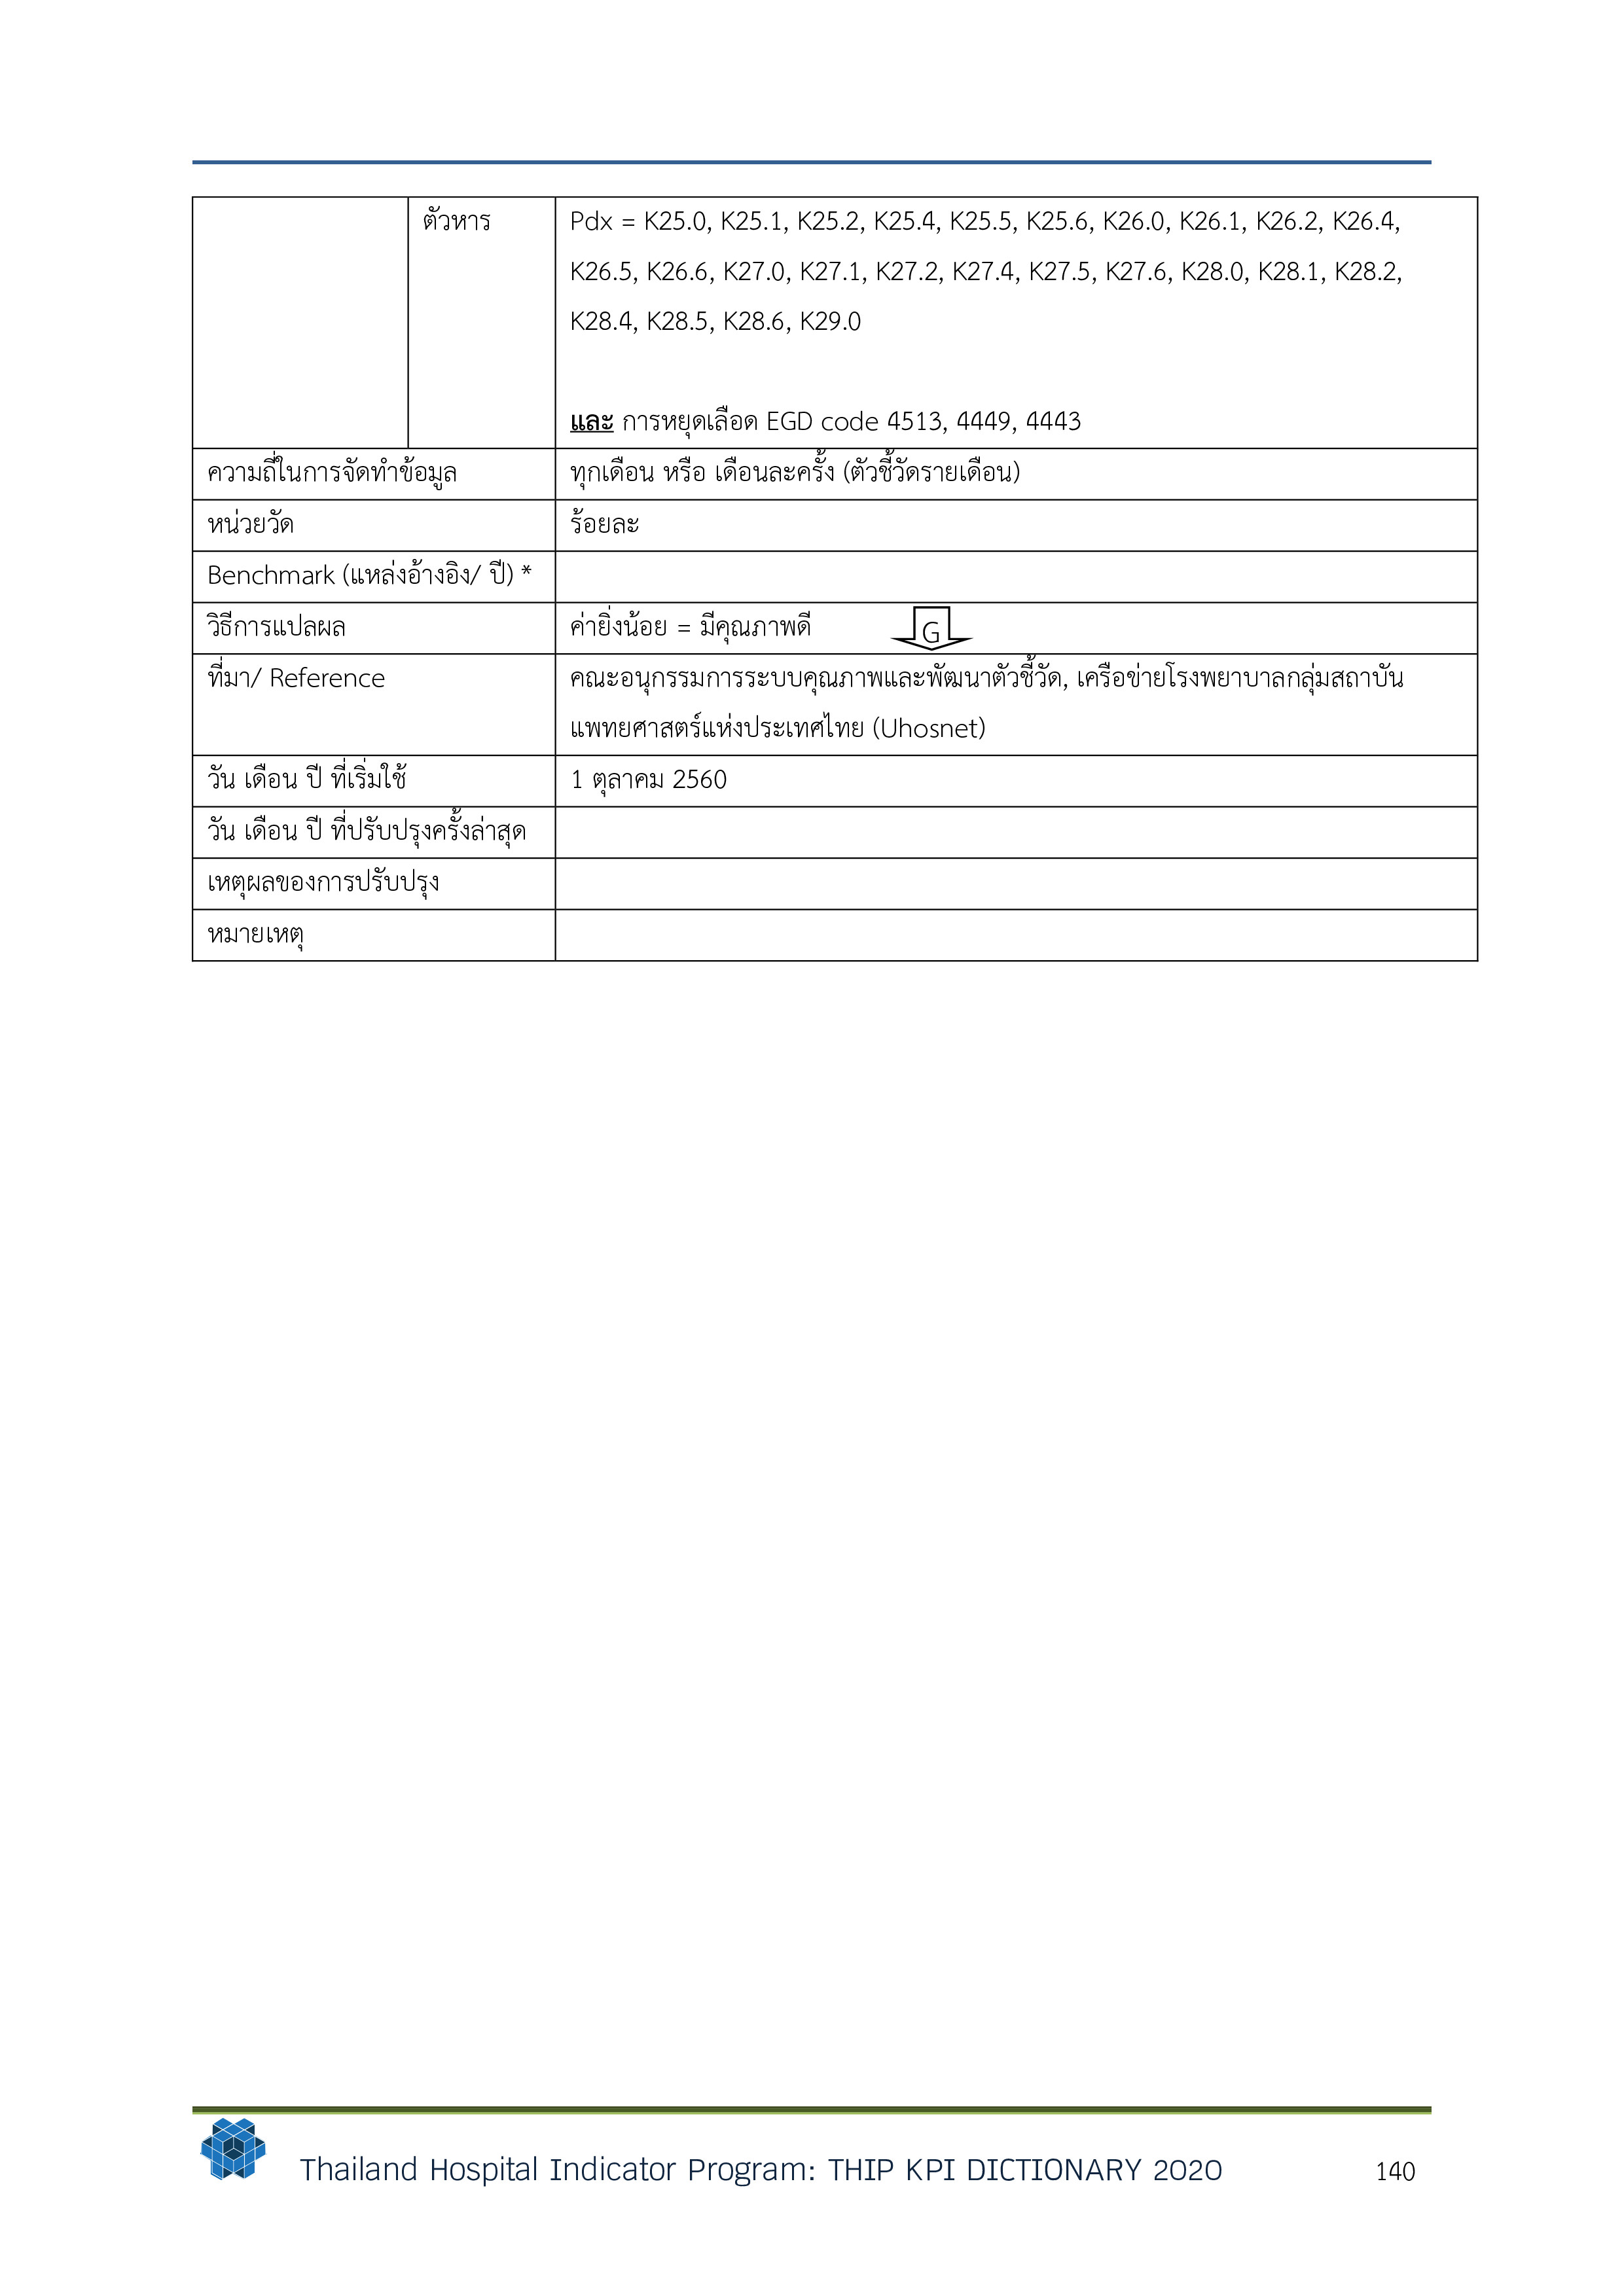 ตัวหาร
Pdx = K25.0, K25.1, K25.2, K25.4, K25.5, K25.6, K26.0, K26.1, K26.2, K26.4,
K26.5, K26.6, K27.0, K27.1, K27.2, K27.4, K27.5, K27.6, K28.0, K28.1, K28.2,
K28.4, K28.5, K28.6, K29.0
และ การหยุดเลือด EGD code 4513, 4449, 4443
ความถี่ในการจัดทำข้อมูล
ทุกเดือน หรือ เดือนละครั้ง (ตัวชี้วัดรายเดือน)
หน่วยวัด
ร้อยละ
Benchmark (แหล่งอ้างอิง/ ปี) *
วิธีการแปลผล
ค่ายิ่งน้อย = มีคุณภาพดี
G
ที่มา/ Reference
คณะอนุกรรมการระบบคุณภาพและพัฒนาตัวชี้วัด, เครือข่ายโรงพยาบาลกลุ่มสถาบัน
แพทยศาสตร์แห่งประเทศไทย (Uhosnet)
วัน เดือน ปี ที่เริ่มใช้
1 ตุลาคม 2560
วัน เดือน ปี ที่ปรับปรุงครั้งล่าสุด
เหตุผลของการปรับปรุง
หมายเหตุ
Thailand Hospital Indicator Program: THIP KPI DICTIONARY 2020
140